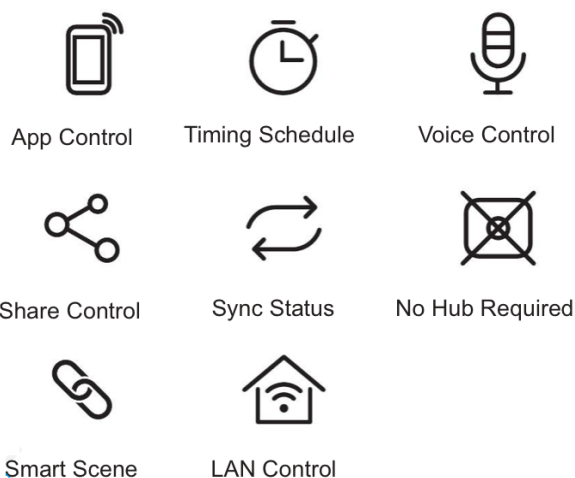 App Control
Timing Schedule
Voice Control
Share Control
Sync Status
No Hub Required
Smart Scene
LAN Control